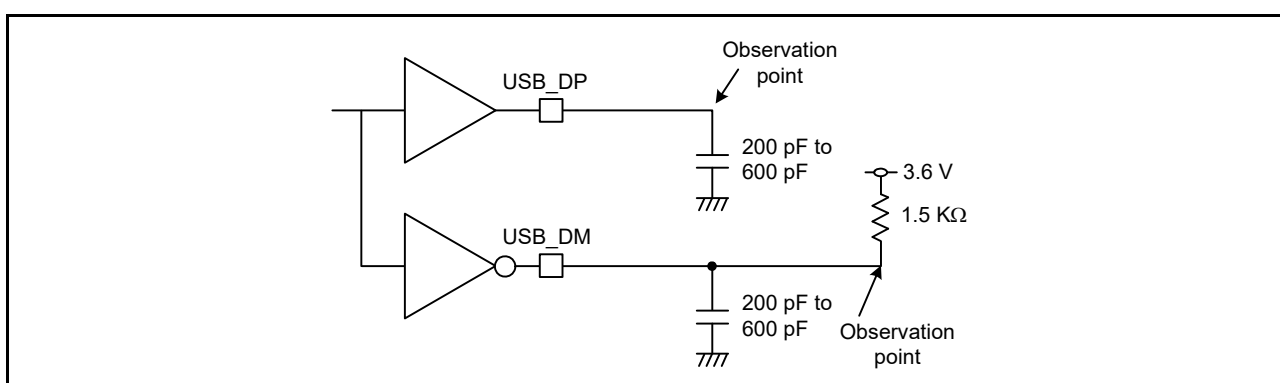 Observation
point
USB_DP
200 pF to
600 pF
3.6 V
1.5 KΩ
USB_DM
200 pF to
600 pF
Observation
point